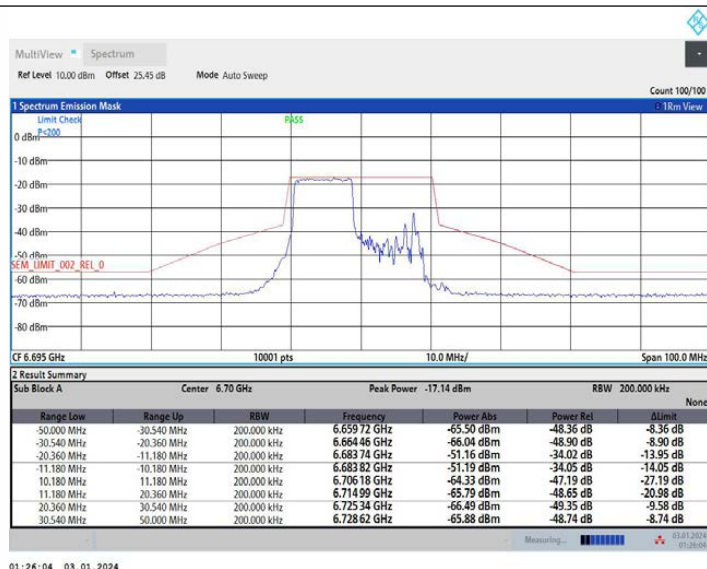 MultiView Spectrum
Ref Level 10.00 dBm Offset 25.45 dB Mode Auto Sweep
Count 100/100
1 Spectrum Emission Mask 1Rm View
Limit Check PASS
P<200
0 dBm
-10 dBm
-20 dBm
-30 dBm
-40 dBm
-50 dBm
SEM_LIMIT_002_REL_0
-60 dBm
-70 dBm
-80 dBm
CF 6.695 GHz 10001 pts 10.0 MHz/ Span 100.0 MHz
2 Result Summary
Sub Block A Center 6.70 GHz Peak Power -17.14 dBm RBW 200.000 kHz
None
Range Low Range Up RBW Frequency Power Abs Power Rel ΔLimit
-50.000 MHz -30.540 MHz 200.000 kHz 6.659 72 GHz -65.50 dBm -48.36 dB -8.36 dB
-30.540 MHz -20.360 MHz 200.000 kHz 6.664 46 GHz -66.04 dBm -48.90 dB -8.90 dB
-20.360 MHz -11.180 MHz 200.000 kHz 6.683 74 GHz -51.16 dBm -34.02 dB -13.95 dB
-11.180 MHz -10.180 MHz 200.000 kHz 6.683 82 GHz -51.19 dBm -34.05 dB -14.05 dB
10.180 MHz 11.180 MHz 200.000 kHz 6.706 18 GHz -64.33 dBm -47.19 dB -27.19 dB
11.180 MHz 20.360 MHz 200.000 kHz 6.714 99 GHz -65.79 dBm -48.65 dB -20.98 dB
20.360 MHz 30.540 MHz 200.000 kHz 6.725 34 GHz -66.49 dBm -49.35 dB -9.58 dB
30.540 MHz 50.000 MHz 200.000 kHz 6.728 62 GHz -65.88 dBm -48.74 dB -8.74 dB
Measuring... 03.01.2024
01:26:04
01:26:04 03.01.2024